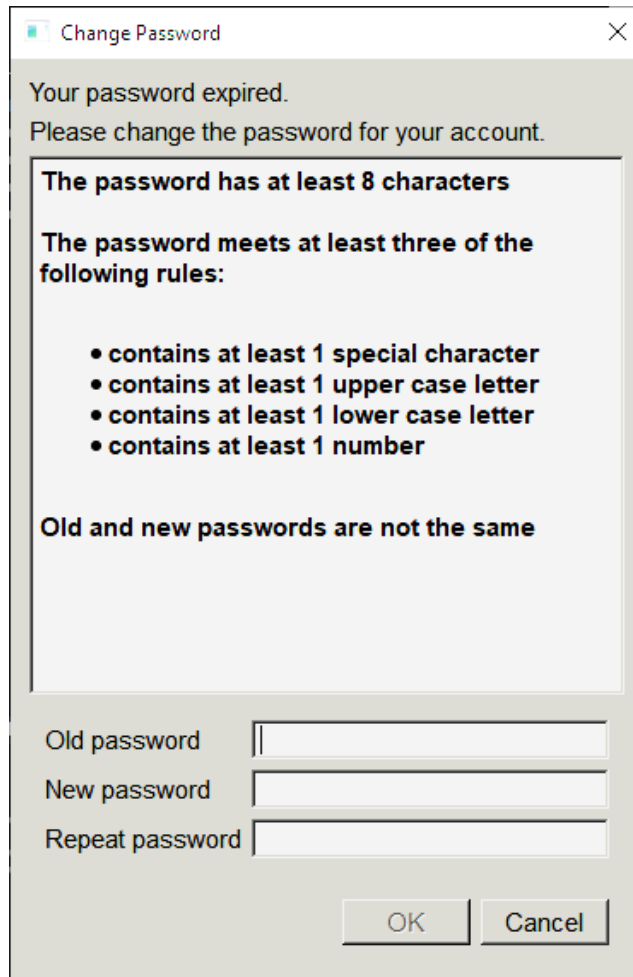 Change Password
Your password expired.
Please change the password for your account.
The password has at least 8 characters
The password meets at least three of the
following rules:
• contains at least 1 special character
• contains at least 1 upper case letter
• contains at least 1 lower case letter
• contains at least 1 number
Old and new passwords are not the same
Old password
New password
Repeat password
OK Cancel